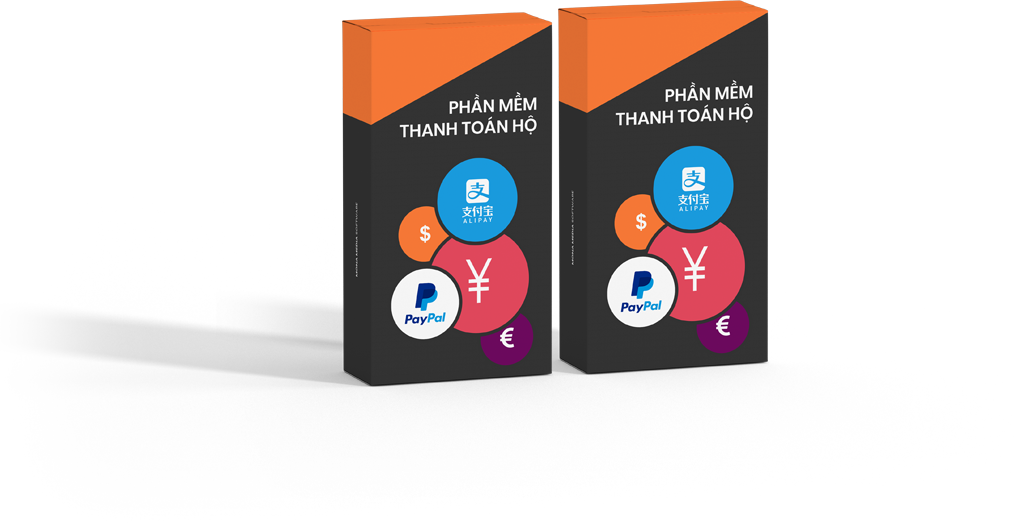 PHẦN MỀM
THANH TOÁN HỘ
支付宝
ALIPAY
$
¥
PayPal
€
PHẦN MỀM
THANH TOÁN HỘ
支付宝
ALIPAY
$
¥
PayPal
€